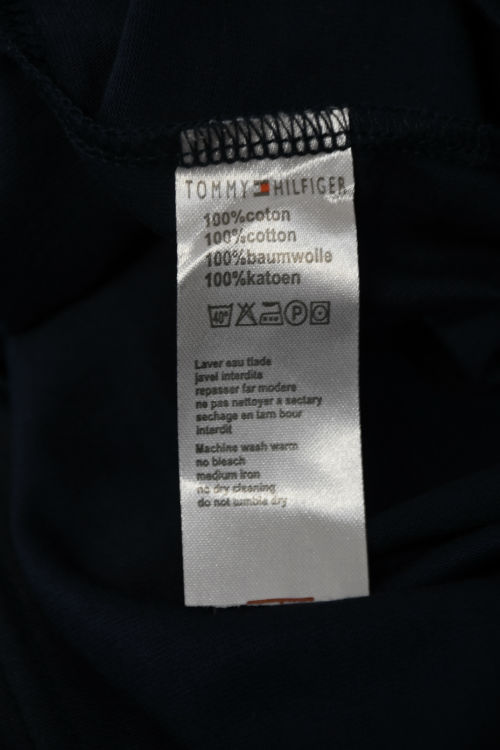 TOMMY HILFIGER
100%coton
100%cotton
100%baumwolle
100%katoen
40° P
Laver eau tiade
javel interdite
repasser far modere
ne pas nettoyer a sectary
sechage en tam bour
interdit
Machine wash warm
no bleach
medium iron
no dry cleaning
do not tumble dry